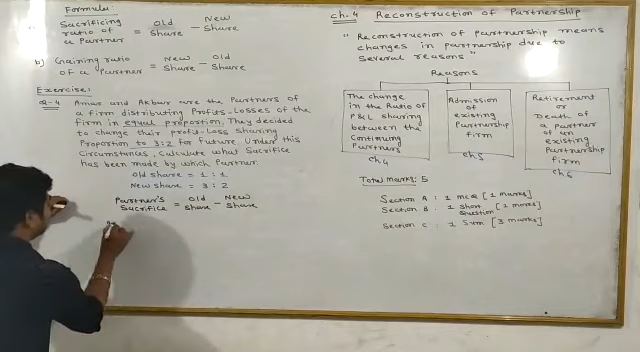 Formula:
Sacrificing ratio of a Partner = Old Share - New Share
b) Gaining ratio of a Partner = New Share - Old Share
Exercise:
Q-4 Amar and Akbar are the Partners of
a firm distributing Profits-Losses of the
firm in equal proportion. They decided
to change their profit-Loss sharing
Proportion to 3:2 for future. Under this
Circumstances, calculate what Sacrifice
has been made by which Partner.
Old share = 1 : 1
New share = 3 : 2
Partner's Sacrifice = Old Share - New Share
ch-4 Reconstruction of Partnership
"Reconstruction of Partnership means
changes in partnership due to
several reasons"
Reasons
The change
in the Ratio of
P&L sharing
between the
Continuing
Partners
ch.4
Admission
of
existing
Partnership
firm
ch.5
Retirement
or
Death of
a partner
of an
existing
Partnership
firm
ch.6
Total marks: 5
Section A : 1 mcq [1 marks]
Section B : 1 short Question [1 marks]
Section C : 1 Sum [3 marks]